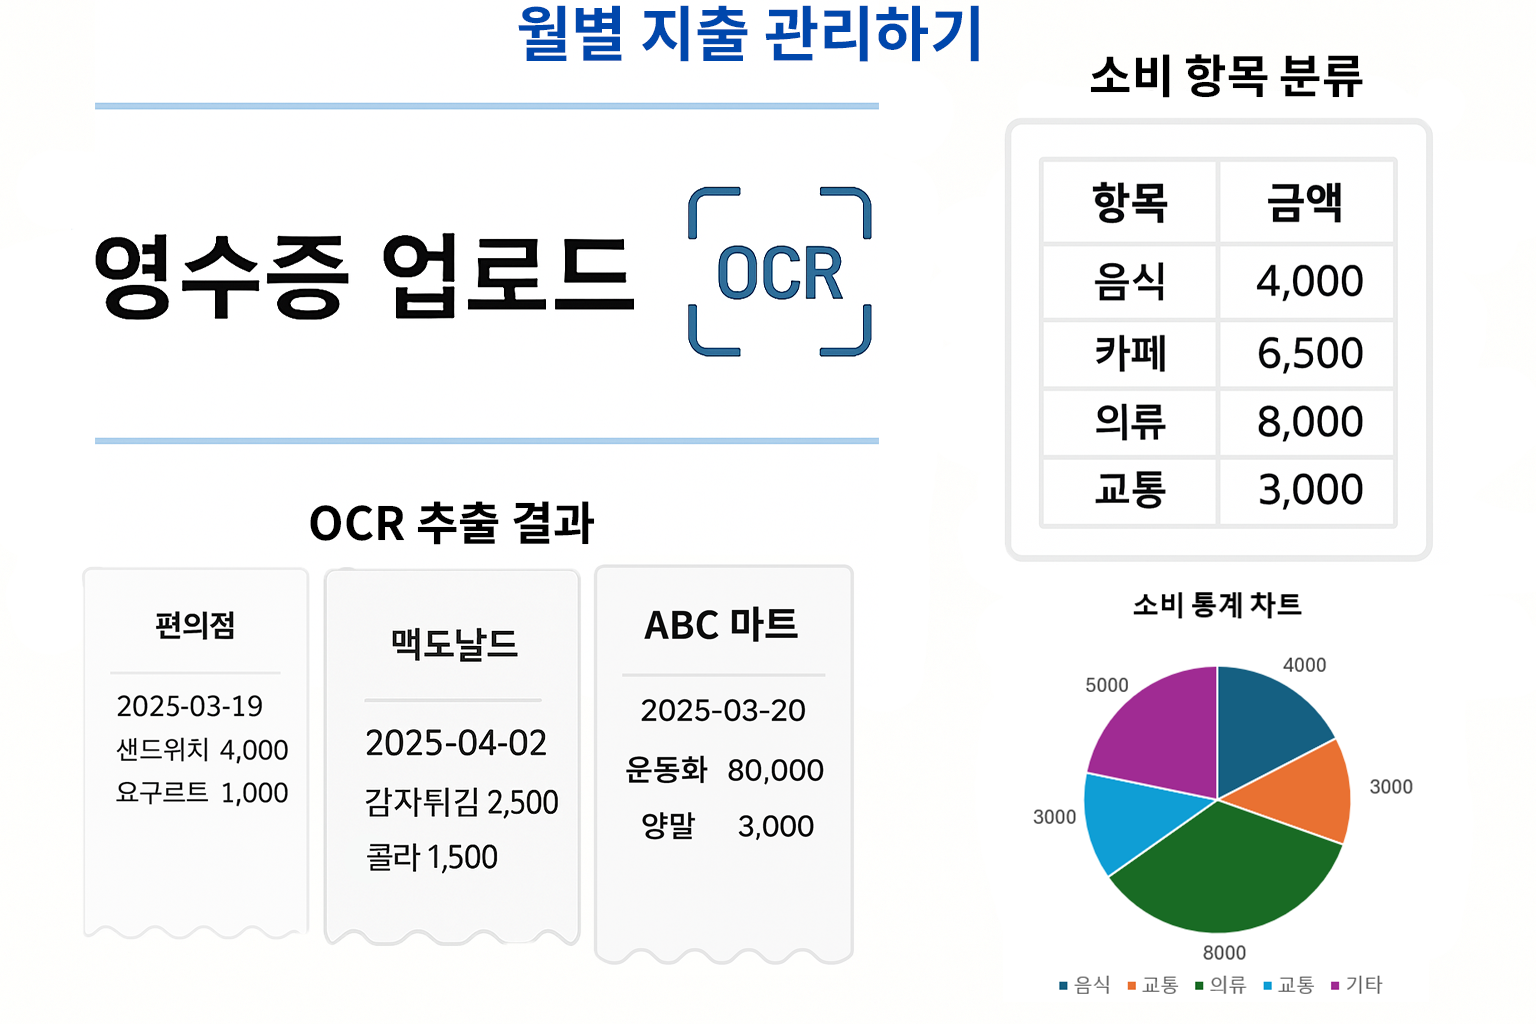 월별 지출 관리하기
영수증 업로드
OCR
OCR 추출 결과
편의점
2025-03-19
샌드위치 4,000
요구르트 1,000
맥도날드
2025-04-02
감자튀김 2,500
콜라 1,500
ABC 마트
2025-03-20
운동화 80,000
양말 3,000
소비 항목 분류
항목 금액
음식 4,000
카페 6,500
의류 8,000
교통 3,000
소비 통계 차트
4000
3000
8000
3000
5000
음식 교통 의류 교통 기타